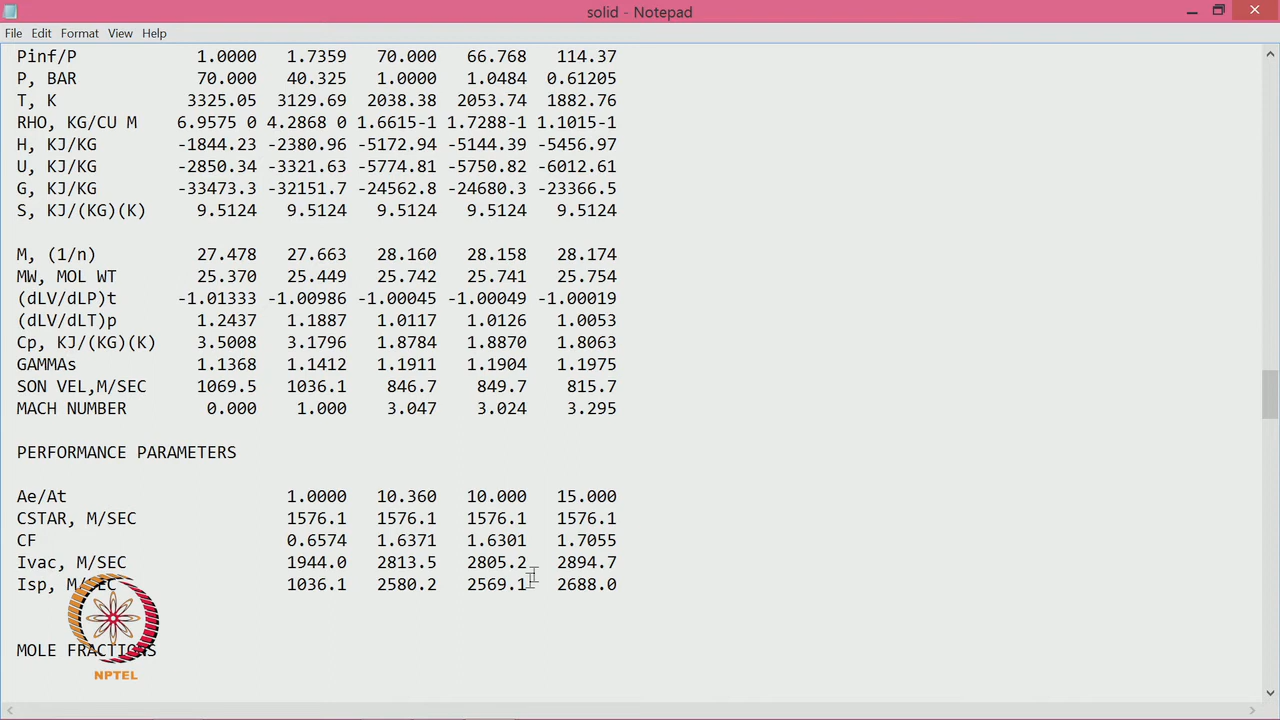 solid - Notepad
File Edit Format View Help
Pinf/P 1.0000 1.7359 70.000 66.768 114.37
P, BAR 70.000 40.325 1.0000 1.0484 0.61205
T, K 3325.05 3129.69 2038.38 2053.74 1882.76
RHO, KG/CU M 6.9575 0 4.2868 0 1.6615-1 1.7288-1 1.1015-1
H, KJ/KG -1844.23 -2380.96 -5172.94 -5144.39 -5456.97
U, KJ/KG -2850.34 -3321.63 -5774.81 -5750.82 -6012.61
G, KJ/KG -33473.3 -32151.7 -24562.8 -24680.3 -23366.5
S, KJ/(KG)(K) 9.5124 9.5124 9.5124 9.5124 9.5124
M, (1/n) 27.478 27.663 28.160 28.158 28.174
MW, MOL WT 25.370 25.449 25.742 25.741 25.754
(dLV/dLP)t -1.01333 -1.00986 -1.00045 -1.00049 -1.00019
(dLV/dLT)p 1.2437 1.1887 1.0117 1.0126 1.0053
Cp, KJ/(KG)(K) 3.5008 3.1796 1.8784 1.8870 1.8063
GAMMAs 1.1368 1.1412 1.1911 1.1904 1.1975
SON VEL,M/SEC 1069.5 1036.1 846.7 849.7 815.7
MACH NUMBER 0.000 1.000 3.047 3.024 3.295
PERFORMANCE PARAMETERS
Ae/At 1.0000 10.360 10.000 15.000
CSTAR, M/SEC 1576.1 1576.1 1576.1 1576.1
CF 0.6574 1.6371 1.6301 1.7055
Ivac, M/SEC 1944.0 2813.5 2805.2 2894.7
Isp, M/SEC 1036.1 2580.2 2569.1 2688.0
MOLE FRACTIONS
NPTEL